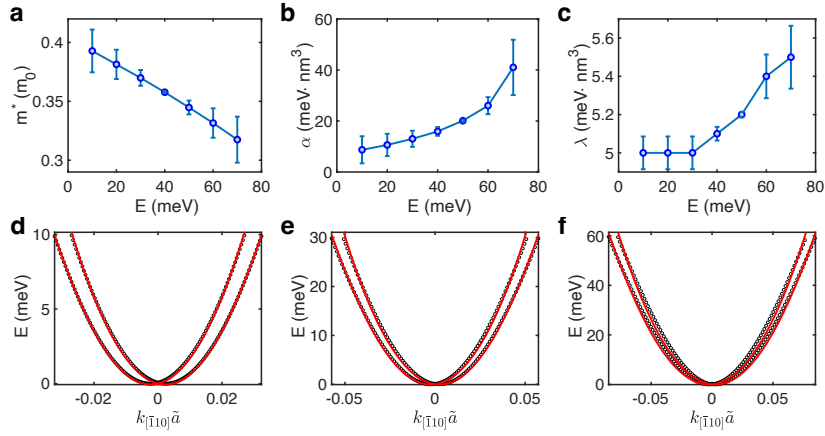 a
0.4
0.35
0.3
m* (m₀)
0 20 40 60 80
E (meV)
b
60
40
20
0
α (meV· nm³)
0 20 40 60 80
E (meV)
c
5.6
5.4
5.2
5
λ (meV· nm³)
0 20 40 60 80
E (meV)
d
10
5
0
E (meV)
-0.02 0 0.02
k[1̄10]ã
e
30
20
10
0
E (meV)
-0.05 0 0.05
k[1̄10]ã
f
60
40
20
0
E (meV)
-0.05 0 0.05
k[1̄10]ã